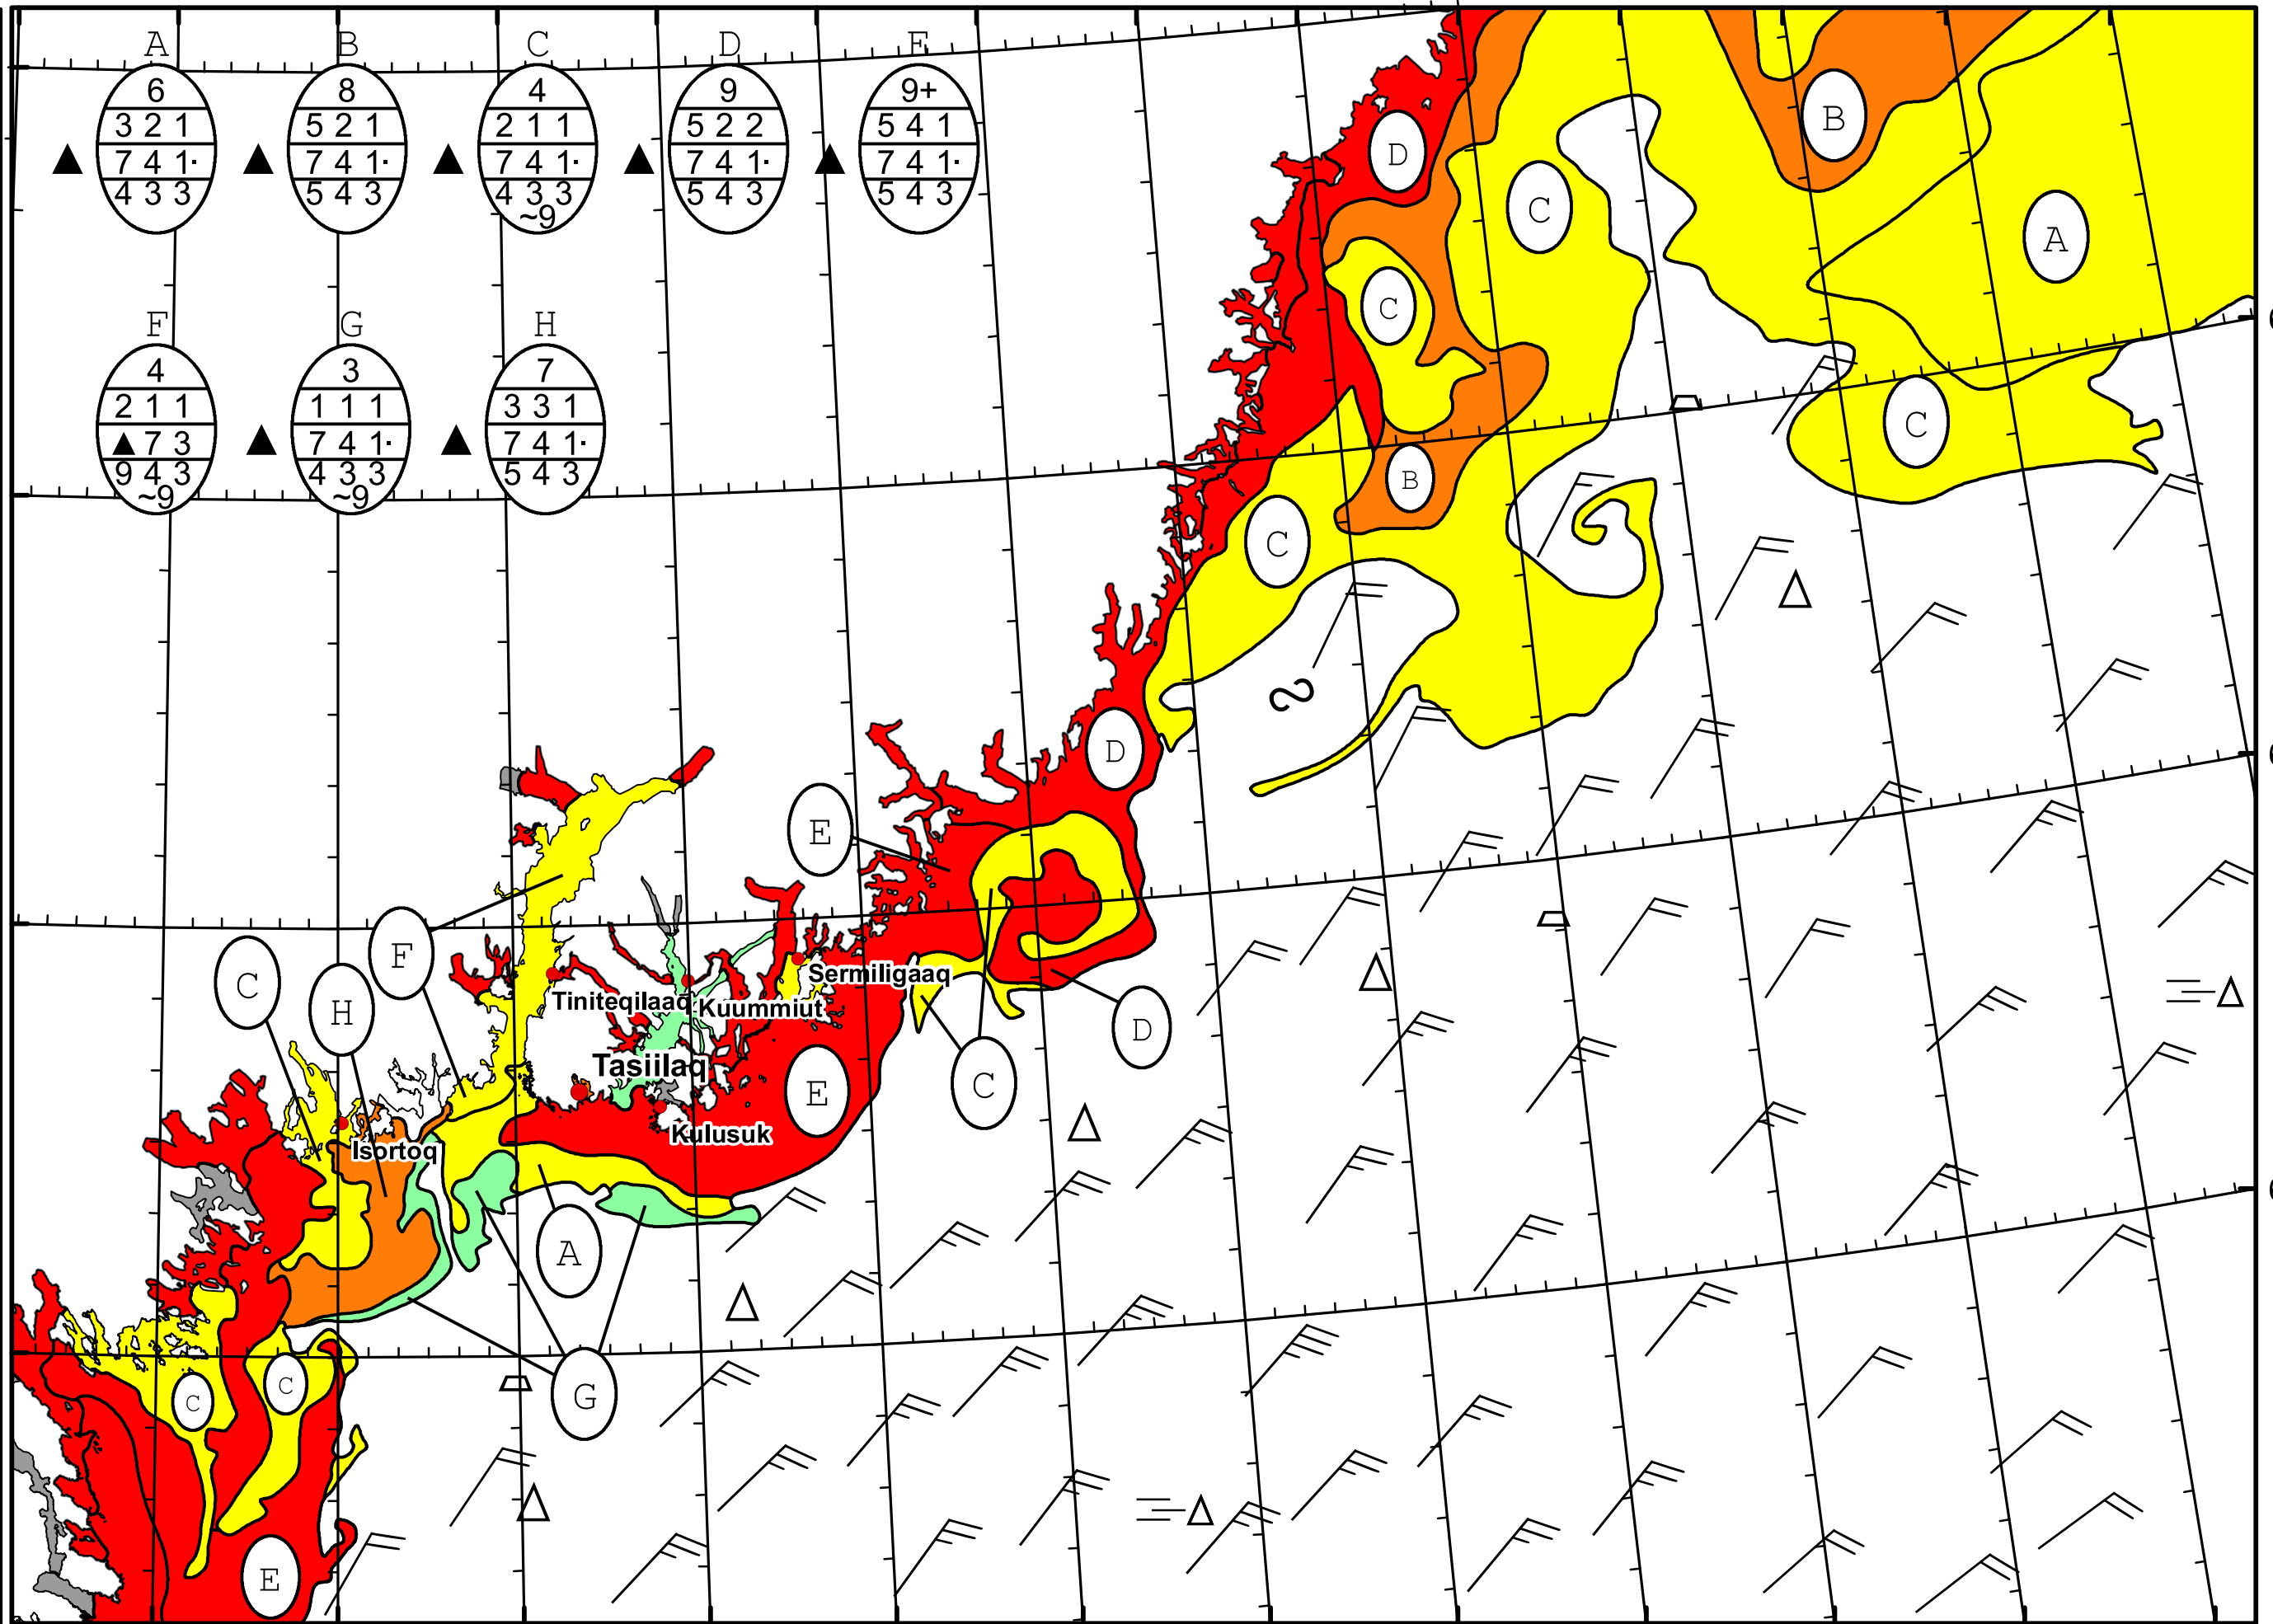 A B C D E
6 8 4 9 9+
3 2 1 5 2 1 2 1 1 5 2 2 5 4 1
▲ 7 4 1· ▲ 7 4 1· ▲ 7 4 1· ▲ 7 4 1· ▲ 7 4 1·
4 3 3 5 4 3 4 3 3 5 4 3 5 4 3
~9
F G H
4 3 7
2 1 1 1 1 1 3 3 1
▲ 7 3 ▲ 7 4 1· ▲ 7 4 1·
9 4 3 4 3 3 5 4 3
~9 ~9
B
D
C
A
C
6
C
B
C
D
6
E
F
Sermiligaaq
C
Tiniteqilaaq Kuummiut
H
D
Tasiilaq
E
C
Kulusuk
Isortoq
6
A
C
C
G
E